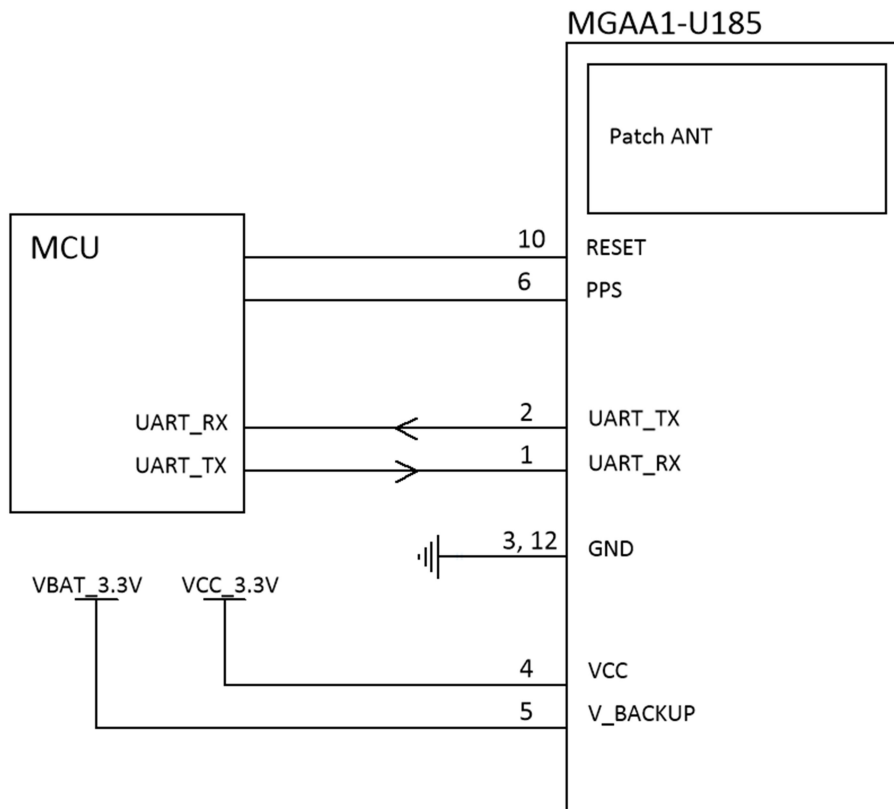 MGAA1-U185
Patch ANT
MCU
10 RESET
6 PPS
UART_RX 2 UART_TX
UART_TX 1 UART_RX
3, 12 GND
VBAT_3.3V VCC_3.3V
4 VCC
5 V_BACKUP